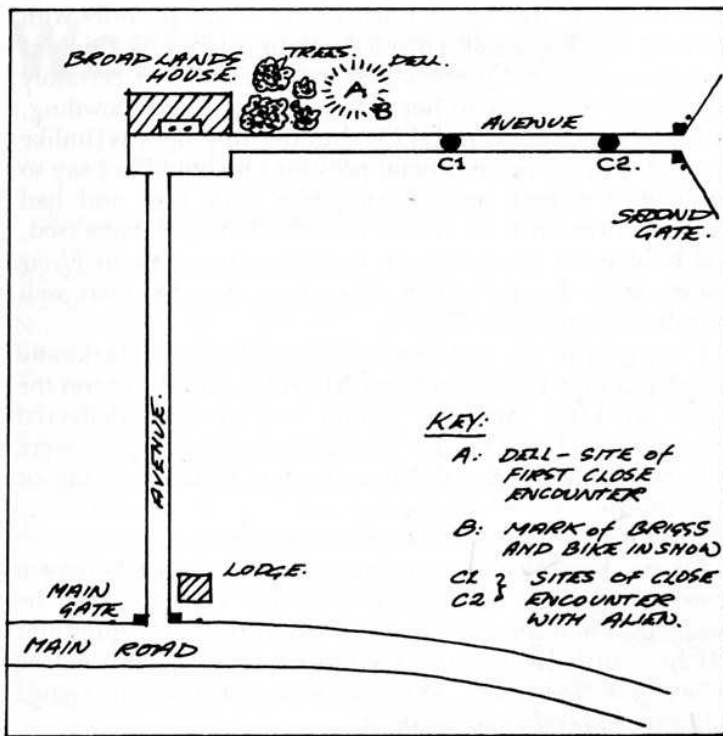 BROADLANDS
HOUSE.
TREES.
DELL.
A
B
AVENUE
C1
C2.
SECOND
GATE.
AVENUE.
KEY:
A: DELL - SITE OF
FIRST CLOSE
ENCOUNTER
B: MARK OF BRIGGS
AND BIKE IN SNOW
C1 } SITES OF CLOSE
C2 } ENCOUNTER
WITH ALIEN.
LODGE.
MAIN
GATE
MAIN ROAD